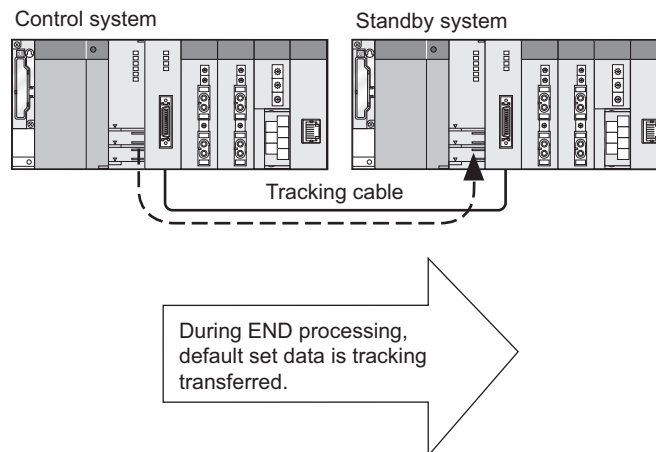 Control system
Standby system
Tracking cable
During END processing,
default set data is tracking
transferred.